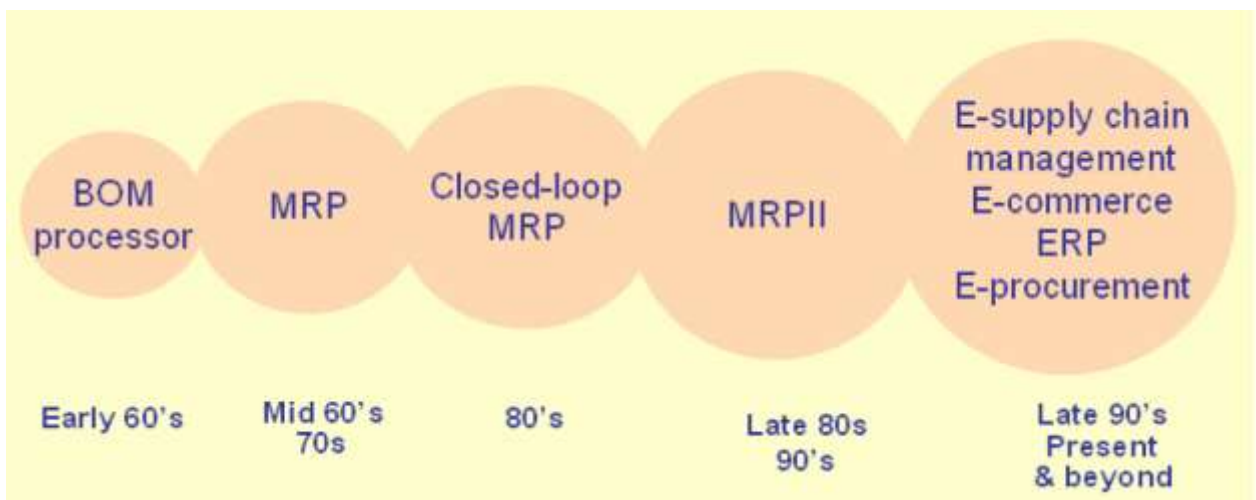 BOM
processor
MRP
Closed-loop
MRP
MRPII
E-supply chain
management
E-commerce
ERP
E-procurement
Early 60's
Mid 60's
70s
80's
Late 80s
90's
Late 90's
Present
& beyond